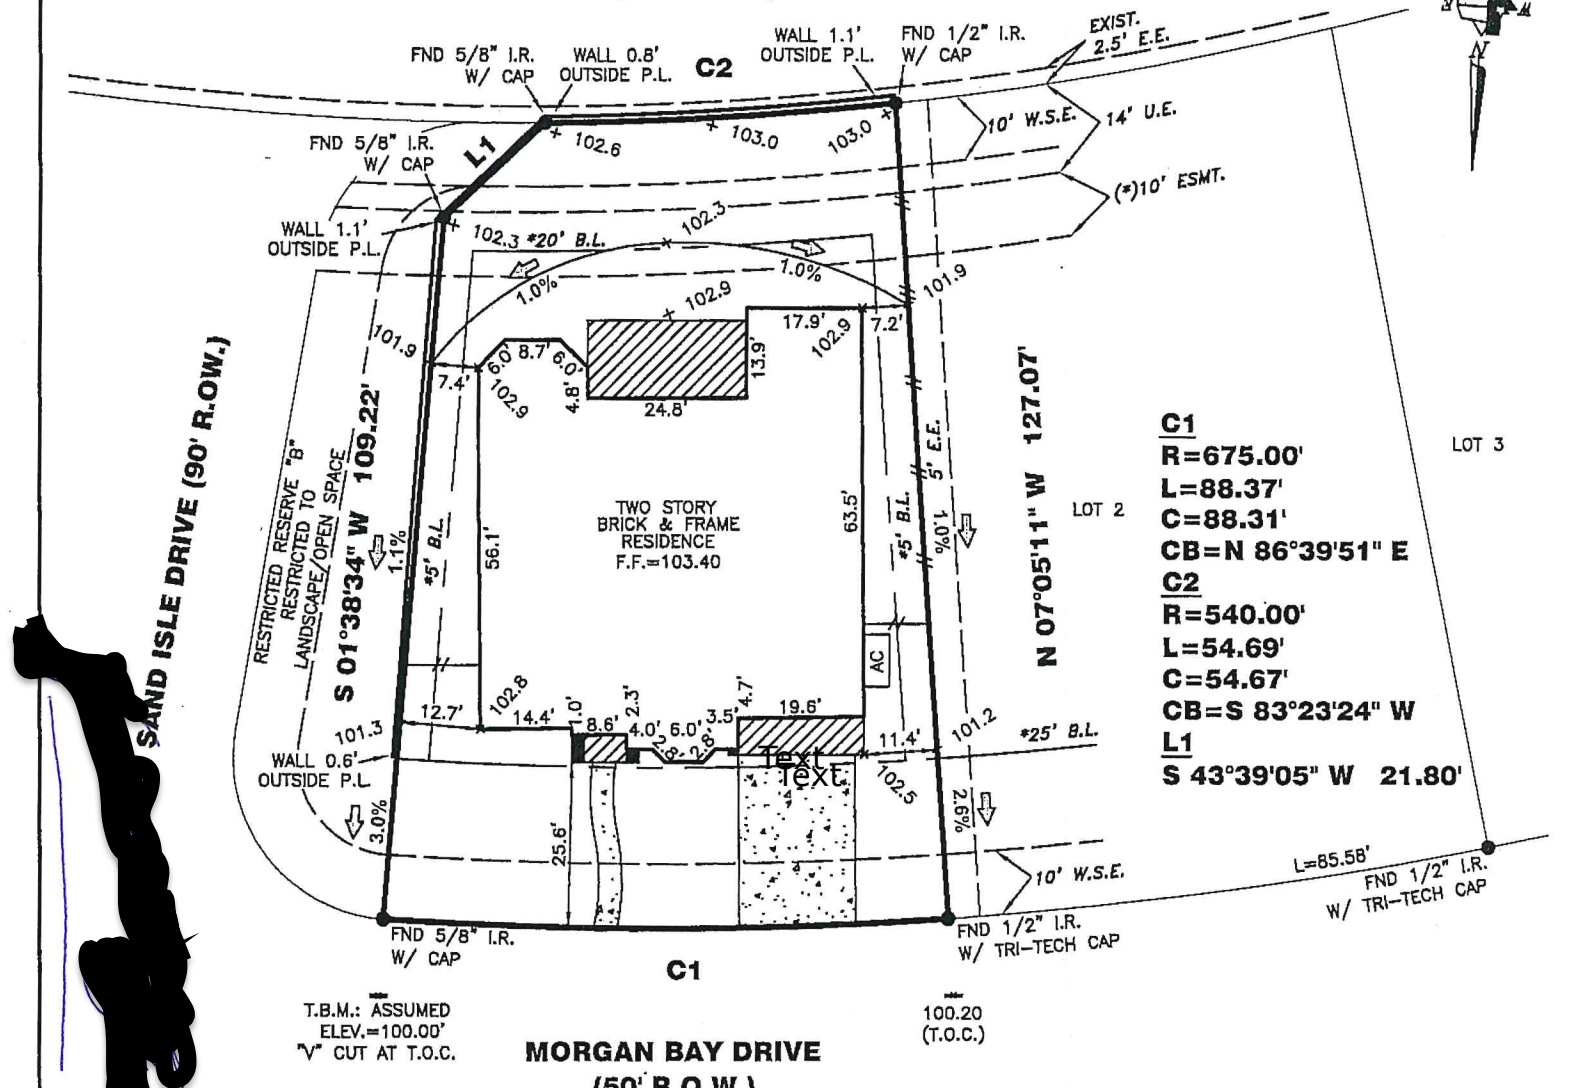 EXIST.
2.5' E.E.
WALL 1.1'
OUTSIDE P.L.
FND 1/2" I.R.
W/ CAP
FND 5/8" I.R.
W/ CAP
WALL 0.8'
OUTSIDE P.L.
C2
N
10' W.S.E.
14' U.E.
102.6
103.0
103.0
FND 5/8" I.R.
W/ CAP
L1
(*)10' ESMT.
WALL 1.1'
OUTSIDE P.L.
102.3
*20' B.L.
102.3
1.0%
1.0%
101.9
102.9
101.9
17.9'
102.9
7.2'
13.9'
6.0'
8.7'
6.0'
7.4'
102.9
4.8'
24.8'
SAND ISLE DRIVE (90' R.OW.)
RESTRICTED RESERVE "B"
RESTRICTED TO
LANDSCAPE/OPEN SPACE
S 01°38'34" W 109.22'
1.1%
*5' B.L.
56.1'
TWO STORY
BRICK & FRAME
RESIDENCE
F.F.=103.40
63.5'
*5' B.L.
5' E.E.
1.0%
N 07°05'11" W 127.07'
LOT 2
LOT 3
C1
R=675.00'
L=88.37'
C=88.31'
CB=N 86°39'51" E
C2
R=540.00'
L=54.69'
C=54.67'
CB=S 83°23'24" W
L1
S 43°39'05" W 21.80'
AC
101.3
12.7'
102.8
14.4'
1.0'
8.6'
2.3'
4.0'
2.8'
6.0'
2.8'
3.5'
4.7'
19.6'
11.4'
101.2
*25' B.L.
Text
Text
102.5
WALL 0.6'
OUTSIDE P.L.
3.0%
25.6'
2.6%
10' W.S.E.
L=85.58'
FND 1/2" I.R.
W/ TRI-TECH CAP
FND 5/8" I.R.
W/ CAP
FND 1/2" I.R.
W/ TRI-TECH CAP
C1
T.B.M.: ASSUMED
ELEV.=100.00'
"V" CUT AT T.O.C.
100.20
(T.O.C.)
MORGAN BAY DRIVE
(50' R.O.W.)